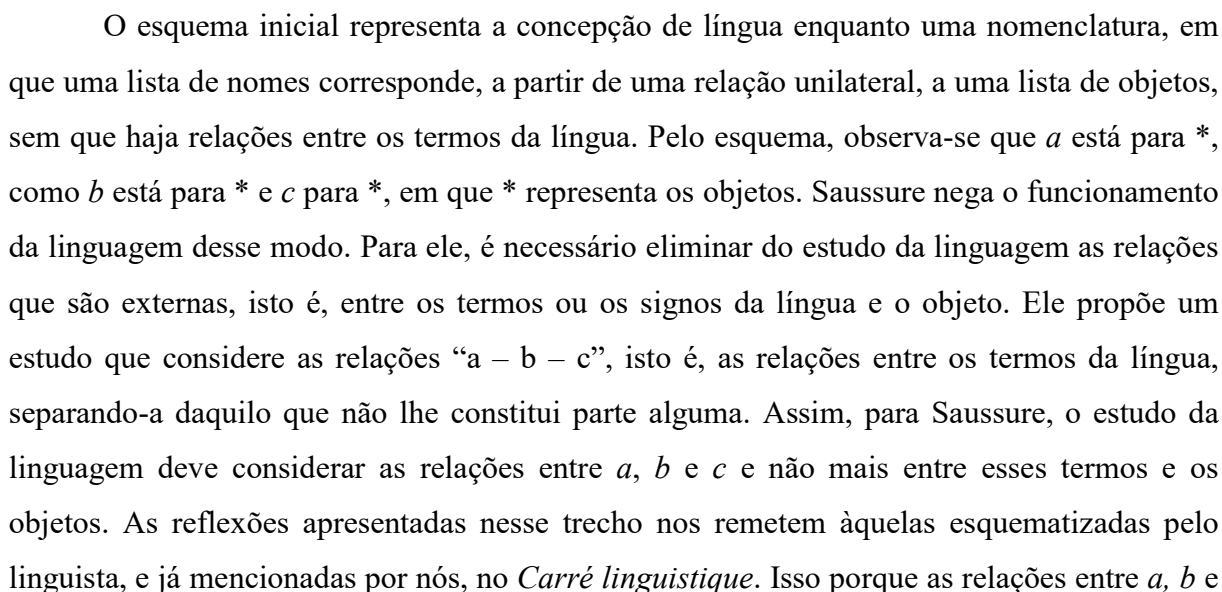 O esquema inicial representa a concepção de língua enquanto uma nomenclatura, em
que uma lista de nomes corresponde, a partir de uma relação unilateral, a uma lista de objetos,
sem que haja relações entre os termos da língua. Pelo esquema, observa-se que a está para *,
como b está para * e c para *, em que * representa os objetos. Saussure nega o funcionamento
da linguagem desse modo. Para ele, é necessário eliminar do estudo da linguagem as relações
que são externas, isto é, entre os termos ou os signos da língua e o objeto. Ele propõe um
estudo que considere as relações “a – b – c”, isto é, as relações entre os termos da língua,
separando-a daquilo que não lhe constitui parte alguma. Assim, para Saussure, o estudo da
linguagem deve considerar as relações entre a, b e c e não mais entre esses termos e os
objetos. As reflexões apresentadas nesse trecho nos remetem àquelas esquematizadas pelo
linguista, e já mencionadas por nós, no Carré linguistique. Isso porque as relações entre a, b e